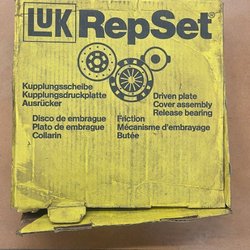 LUK RepSet®
Kupplungsscheibe
Kupplungsdruckplatte
Ausrücker
Driven plate
Cover assembly
Release bearing
Disco de embrague
Plato de embrague
Collarin
Friction
Mécanisme d'embrayage
Butée